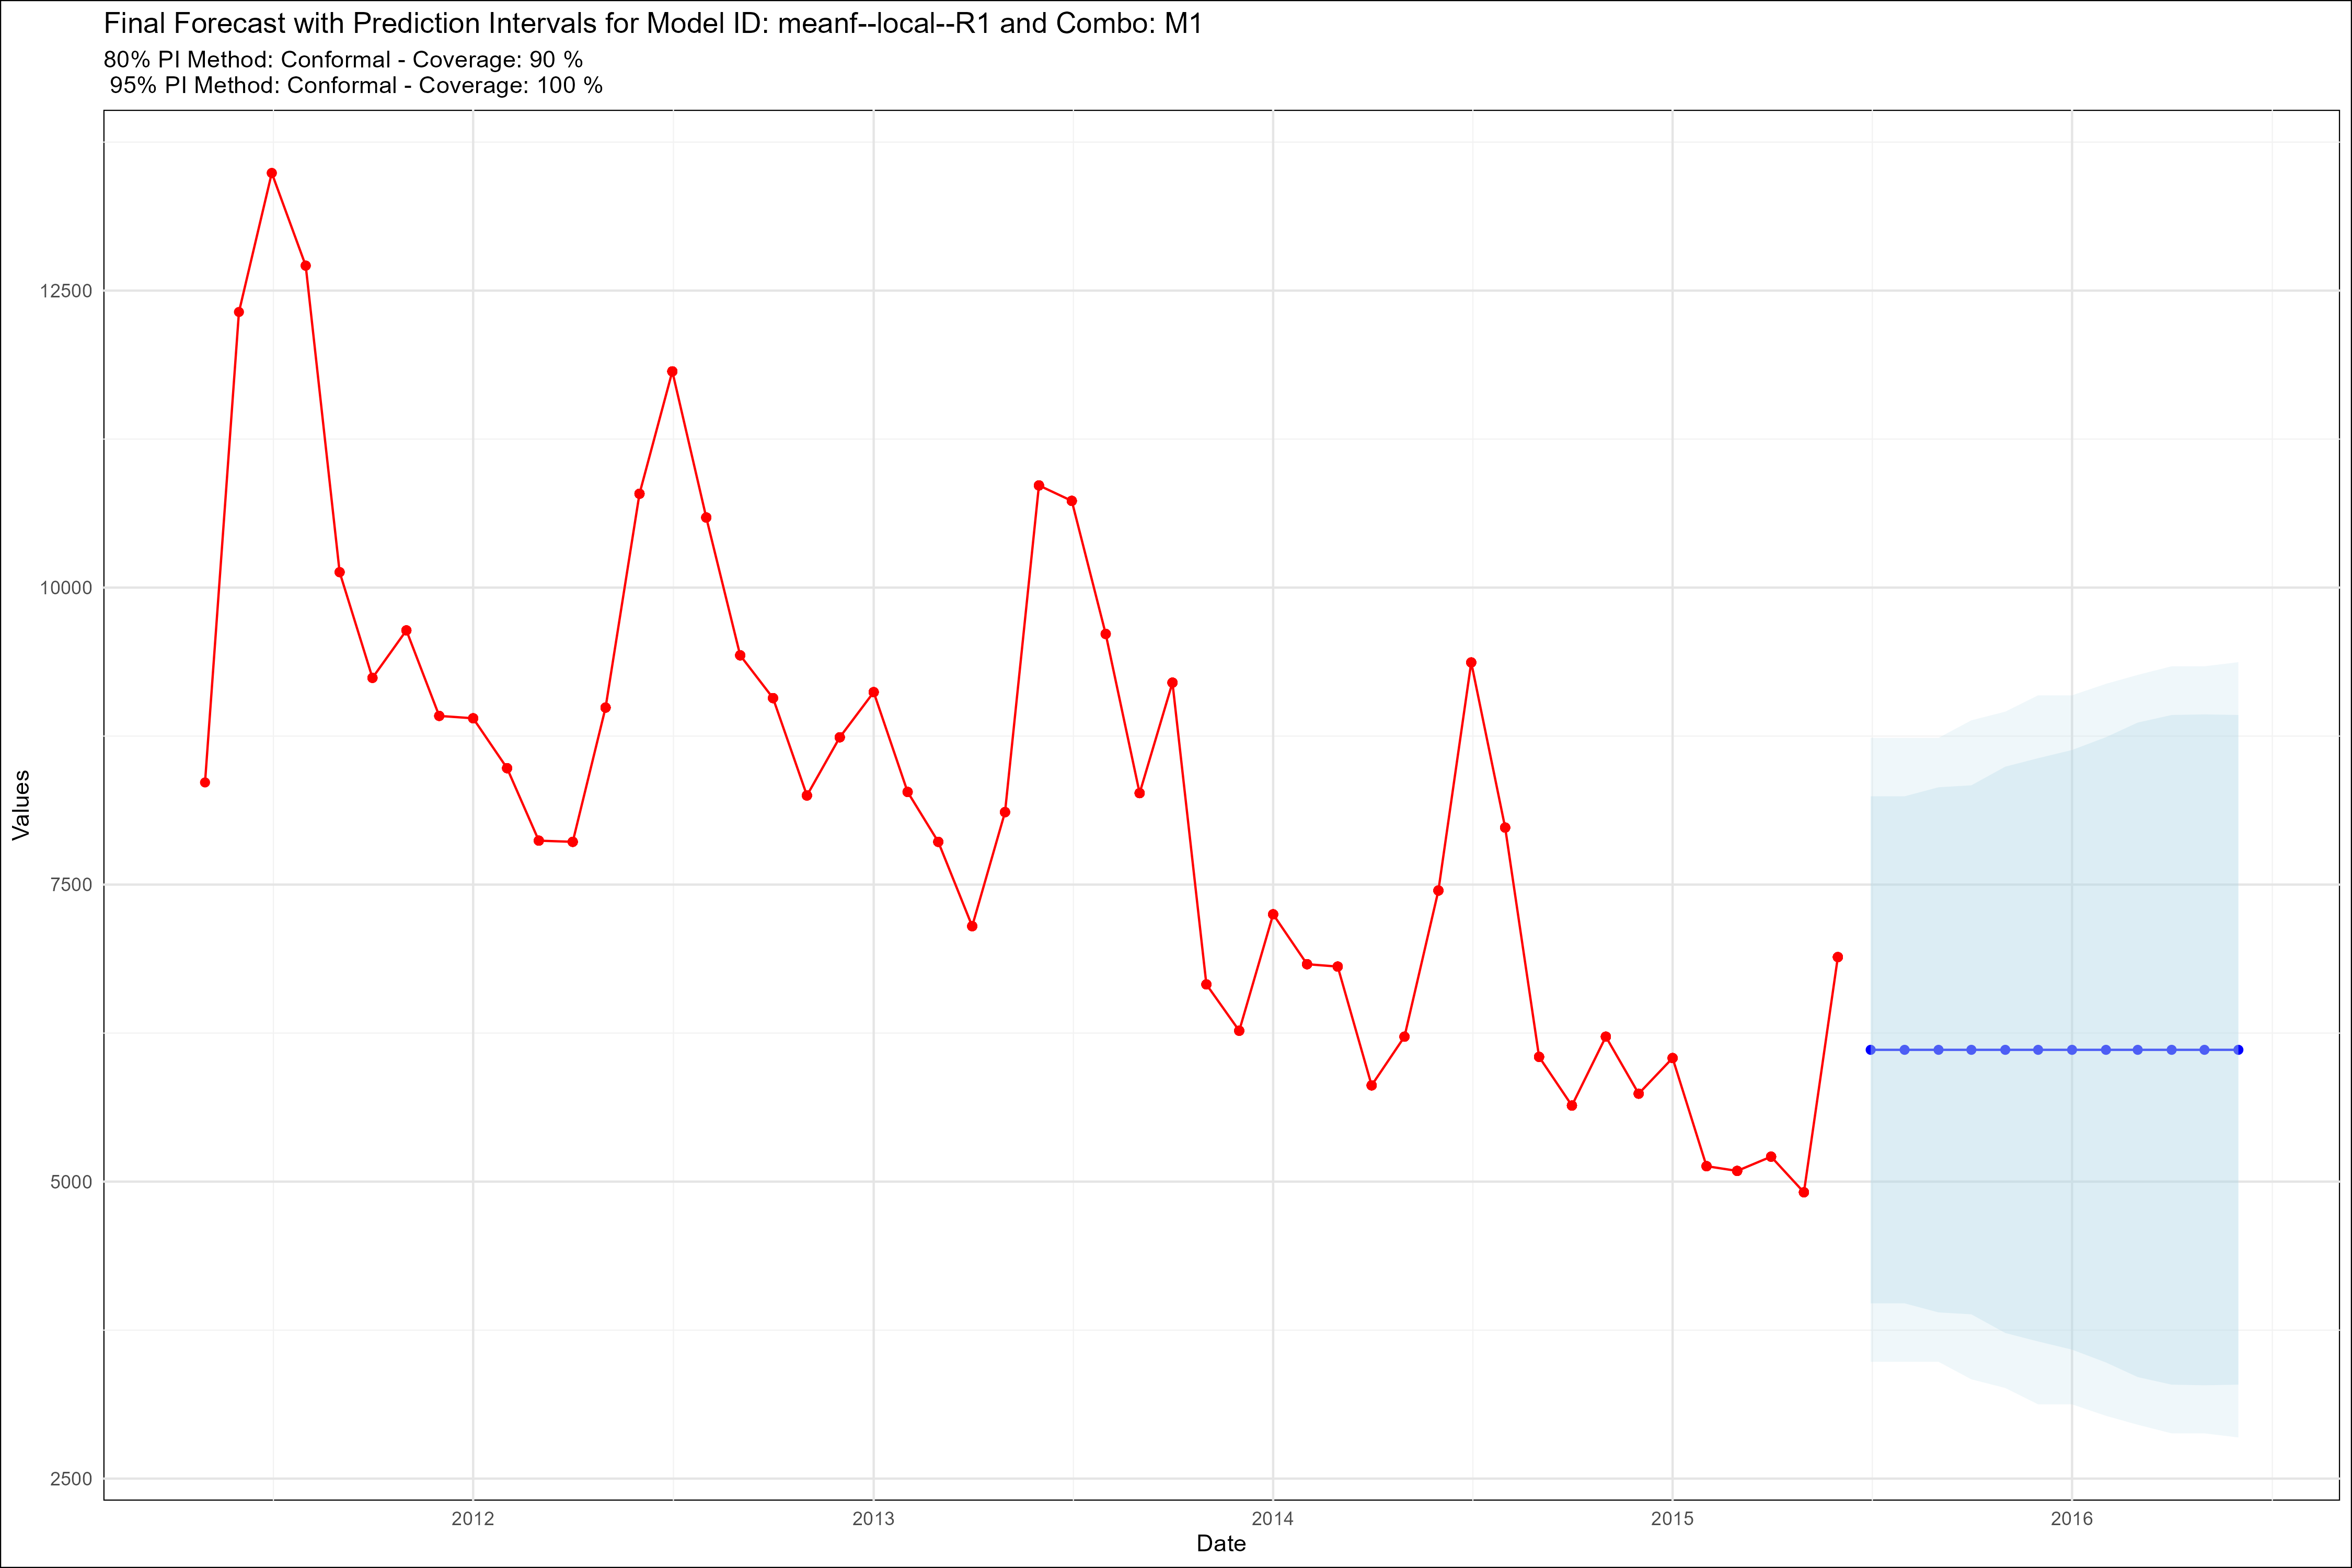 Final Forecast with Prediction Intervals for Model ID: meanf--local--R1 and Combo: M1
80% PI Method: Conformal - Coverage: 90 %
95% PI Method: Conformal - Coverage: 100 %
12500
10000
7500
5000
2500
Values
2012
2013
2014
2015
2016
Date